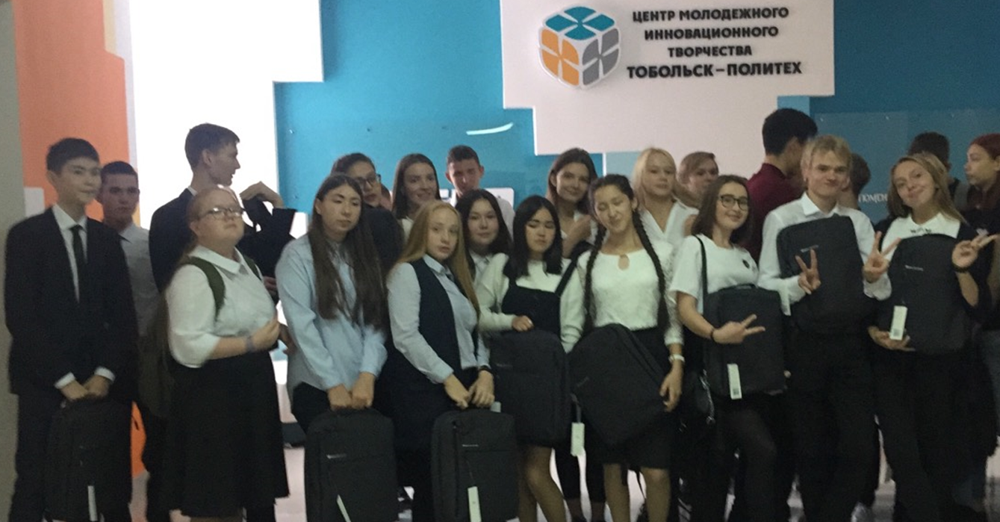 ЦЕНТР МОЛОДЕЖНОГО
ИННОВАЦИОННОГО
ТВОРЧЕСТВА
ТОБОЛЬСК–ПОЛИТЕХ